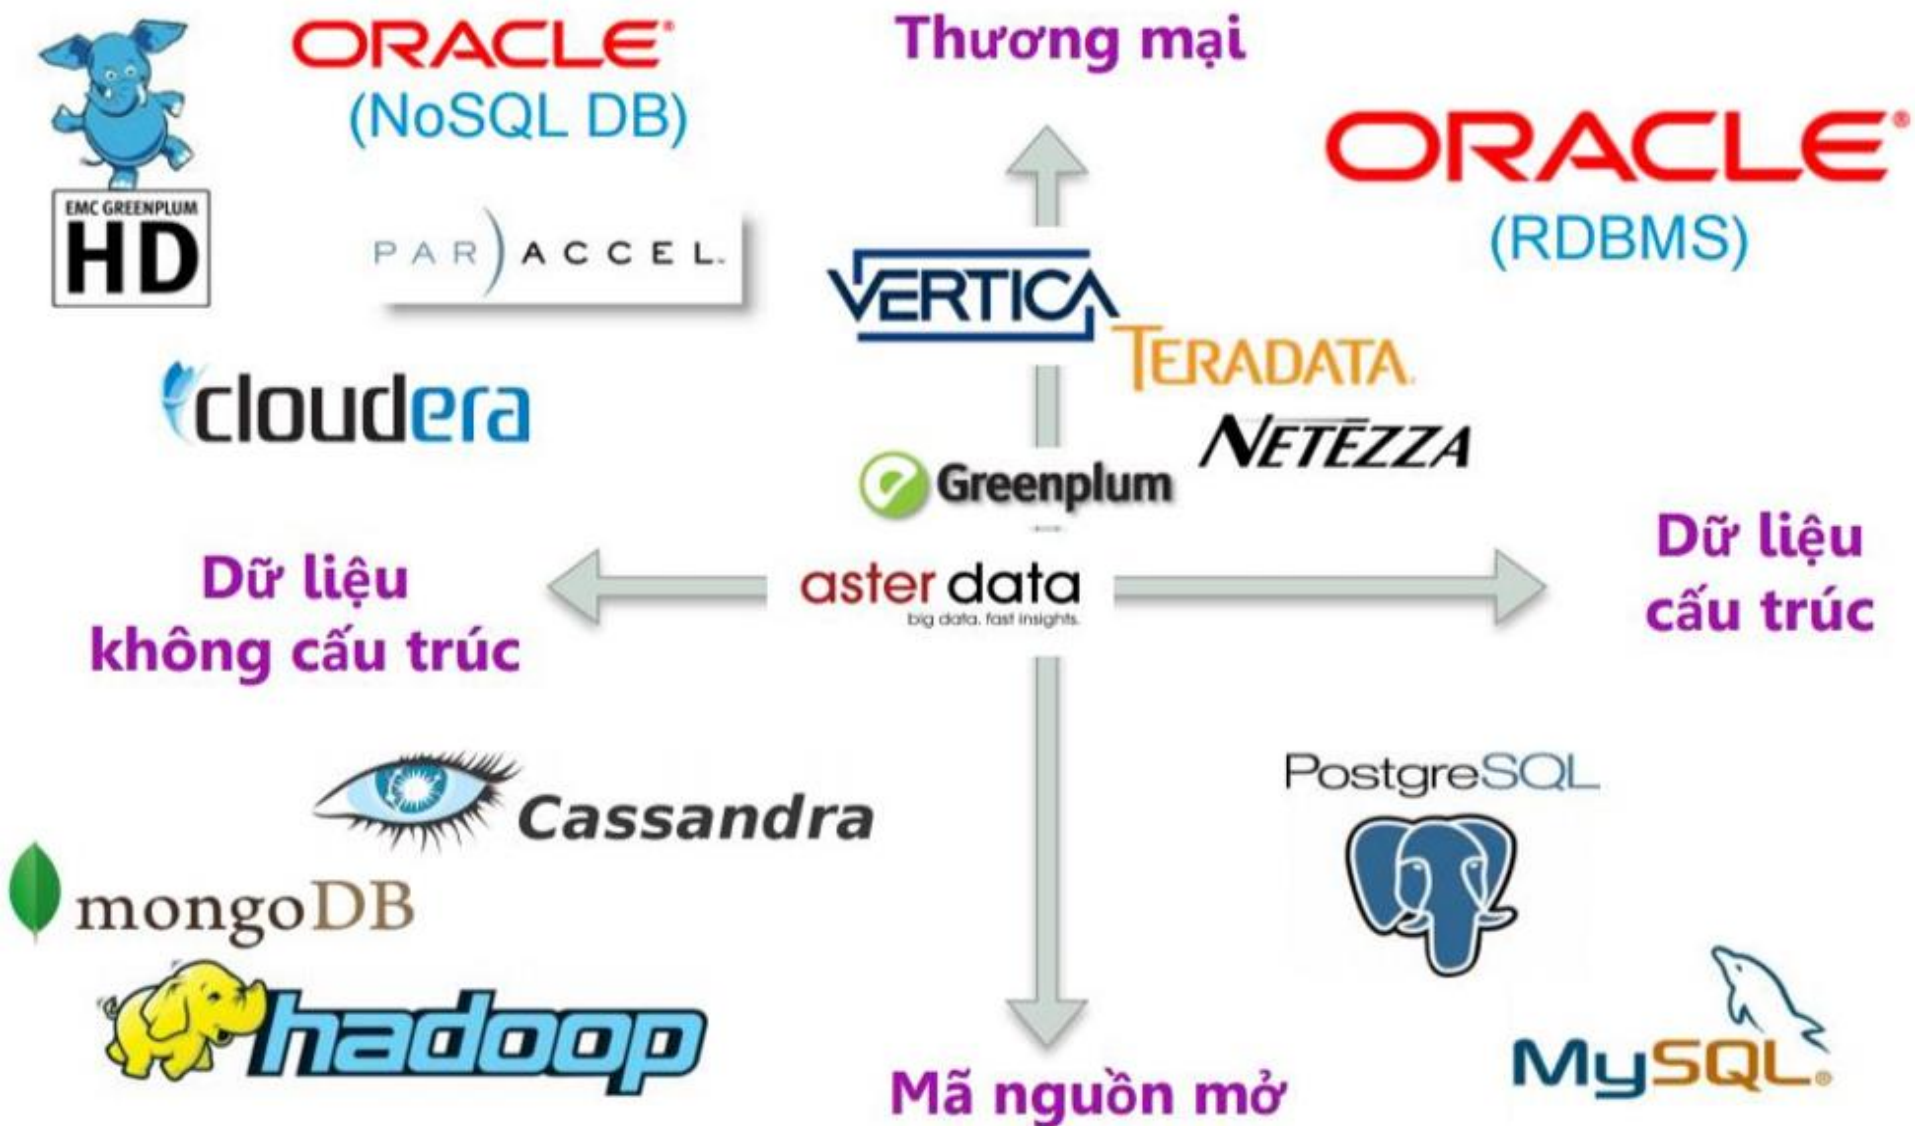 ORACLE®
(NoSQL DB)
Thương mại
ORACLE®
(RDBMS)
EMC GREENPLUM
HD
PAR)ACCEL™
VERTICA
TERADATA
NETEZZA
cloudera
Greenplum
Dữ liệu
không cấu trúc
aster data
big data. fast insights.
Dữ liệu
cấu trúc
Cassandra
mongoDB
hadoop
PostgreSQL
MySQL®
Mã nguồn mở